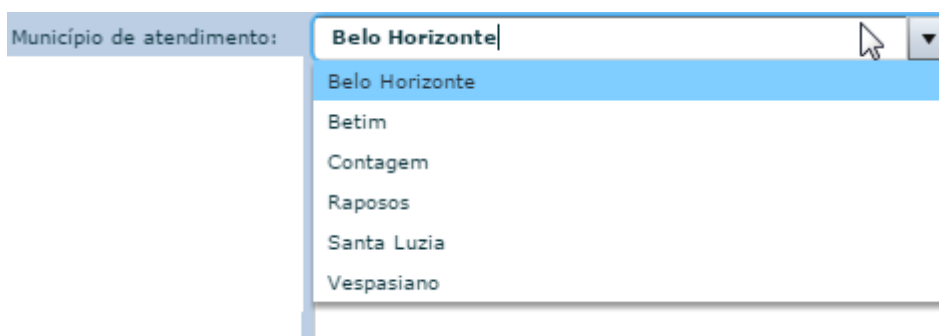 Município de atendimento: Belo Horizonte
Belo Horizonte
Betim
Contagem
Raposos
Santa Luzia
Vespasiano